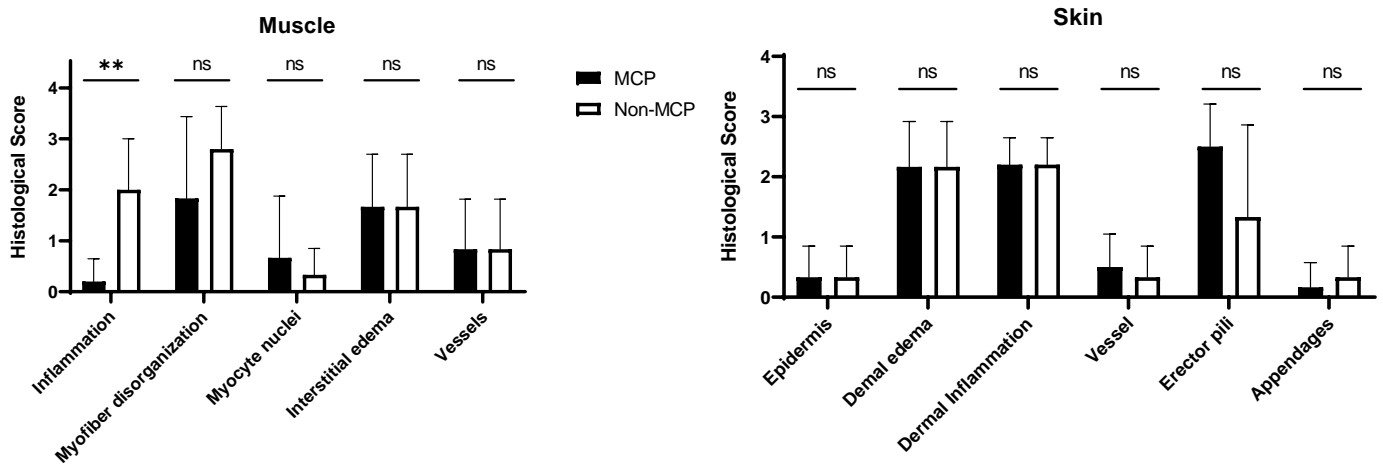 Muscle
**
ns
ns
ns
ns
4
3
2
1
0
Histological Score
Inflammation
Myofiber disorganization
Myocyte nuclei
Interstitial edema
Vessels
MCP
Non-MCP
Skin
ns
ns
ns
ns
ns
ns
4
3
2
1
0
Histological Score
Epidermis
Demal edema
Dermal Inflammation
Vessel
Erector pili
Appendages